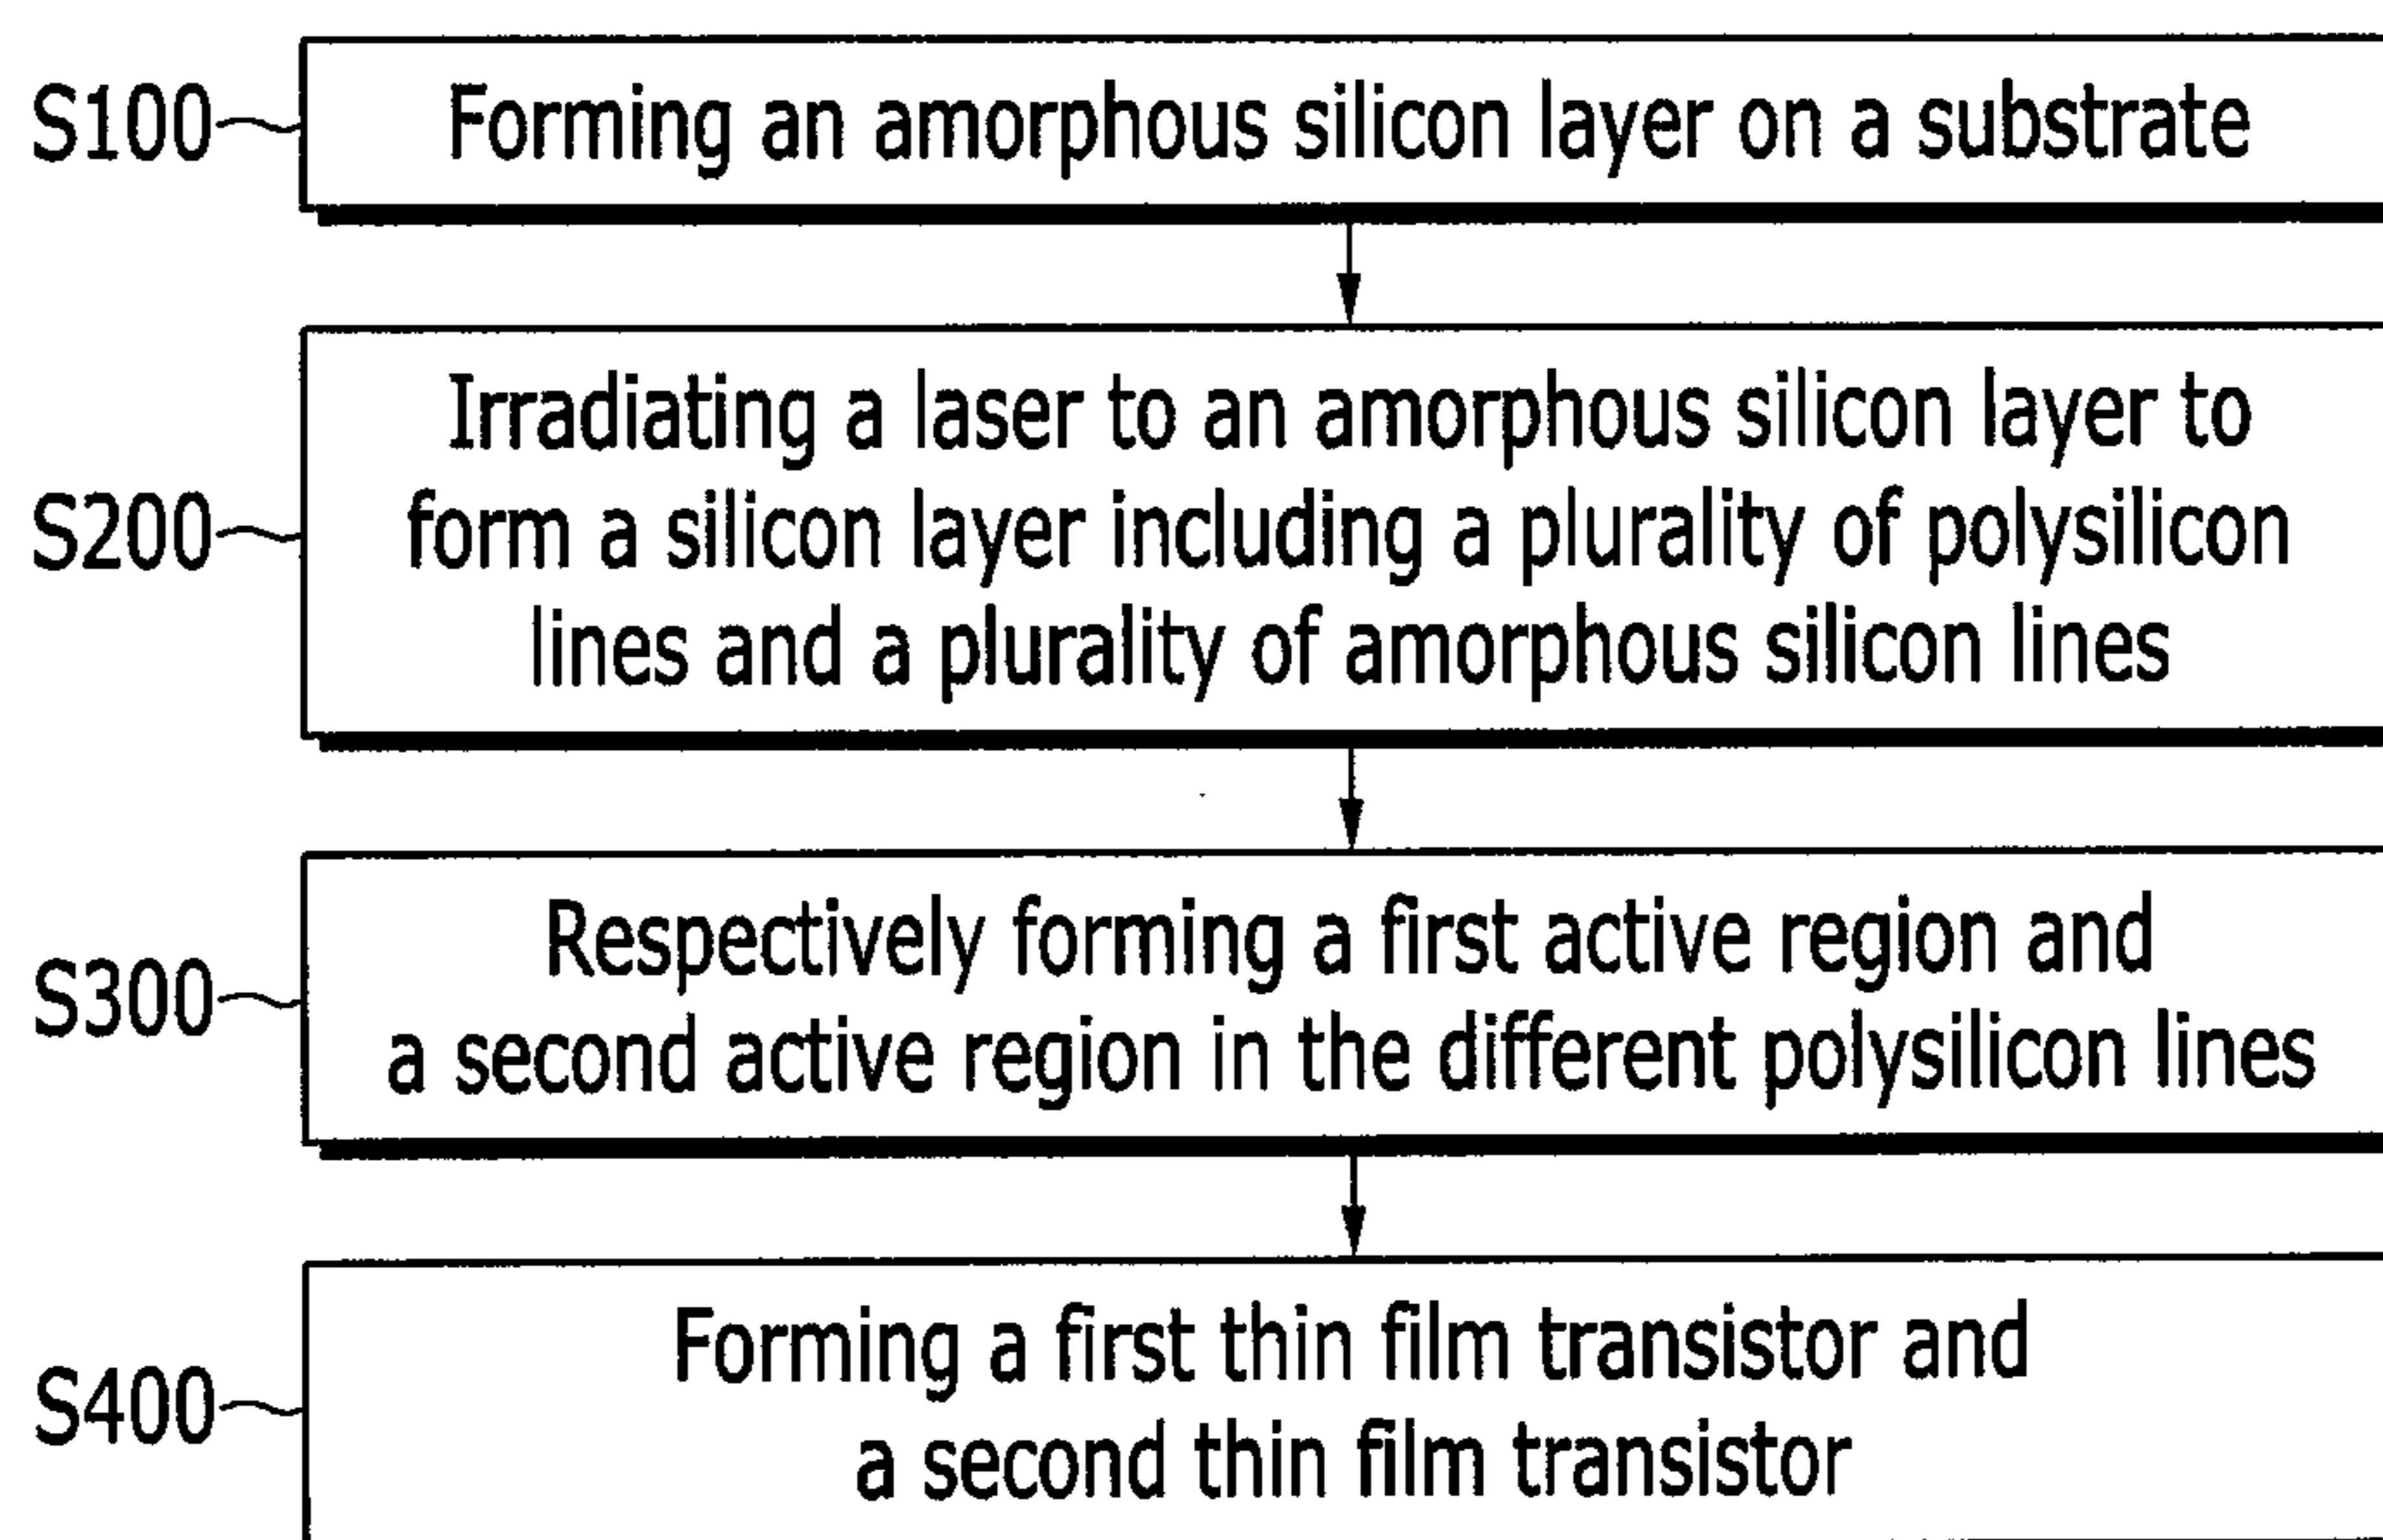 S100
Forming an amorphous silicon layer on a substrate
S200
Irradiating a laser to an amorphous silicon layer to
form a silicon layer including a plurality of polysilicon
lines and a plurality of amorphous silicon lines
S300
Respectively forming a first active region and
a second active region in the different polysilicon lines
S400
Forming a first thin film transistor and
a second thin film transistor